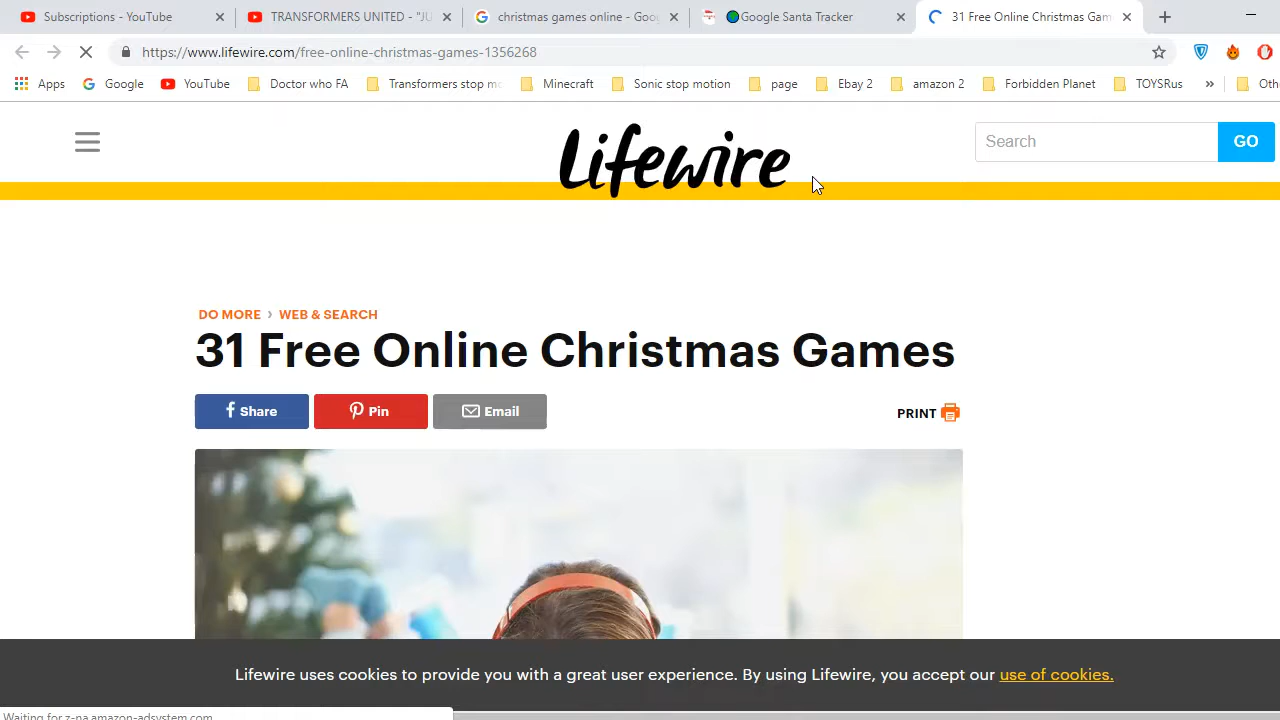 Subscriptions - YouTube
TRANSFORMERS UNITED - "JU
christmas games online - Goog
Google Santa Tracker
31 Free Online Christmas Gam
https://www.lifewire.com/free-online-christmas-games-1356268
Apps Google YouTube Doctor who FA Transformers stop mo Minecraft Sonic stop motion page Ebay 2 amazon 2 Forbidden Planet TOYSRus » Oth
Lifewire
Search GO
DO MORE › WEB & SEARCH
31 Free Online Christmas Games
f Share Pin Email
PRINT
Lifewire uses cookies to provide you with a great user experience. By using Lifewire, you accept our use of cookies.
Waiting for z-na.amazon-adsystem.com